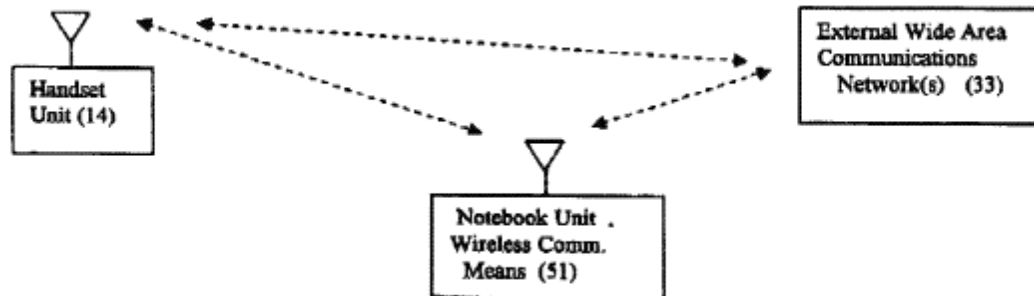 Handset
Unit (14)
External Wide Area
Communications
Network(s) (33)
Notebook Unit .
Wireless Comm.
Means (51)